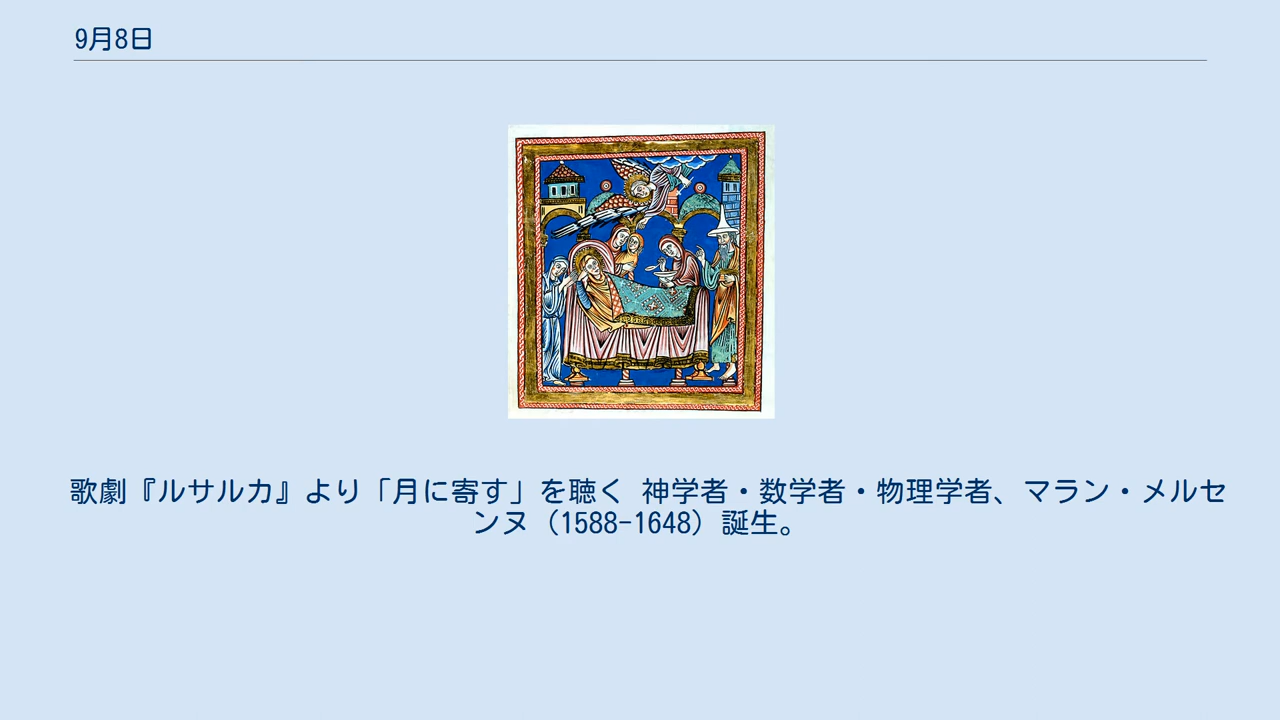 9月8日
歌劇『ルサルカ』より「月に寄す」を聴く 神学者・数学者・物理学者、マラン・メルセ
ンヌ（1588-1648）誕生。